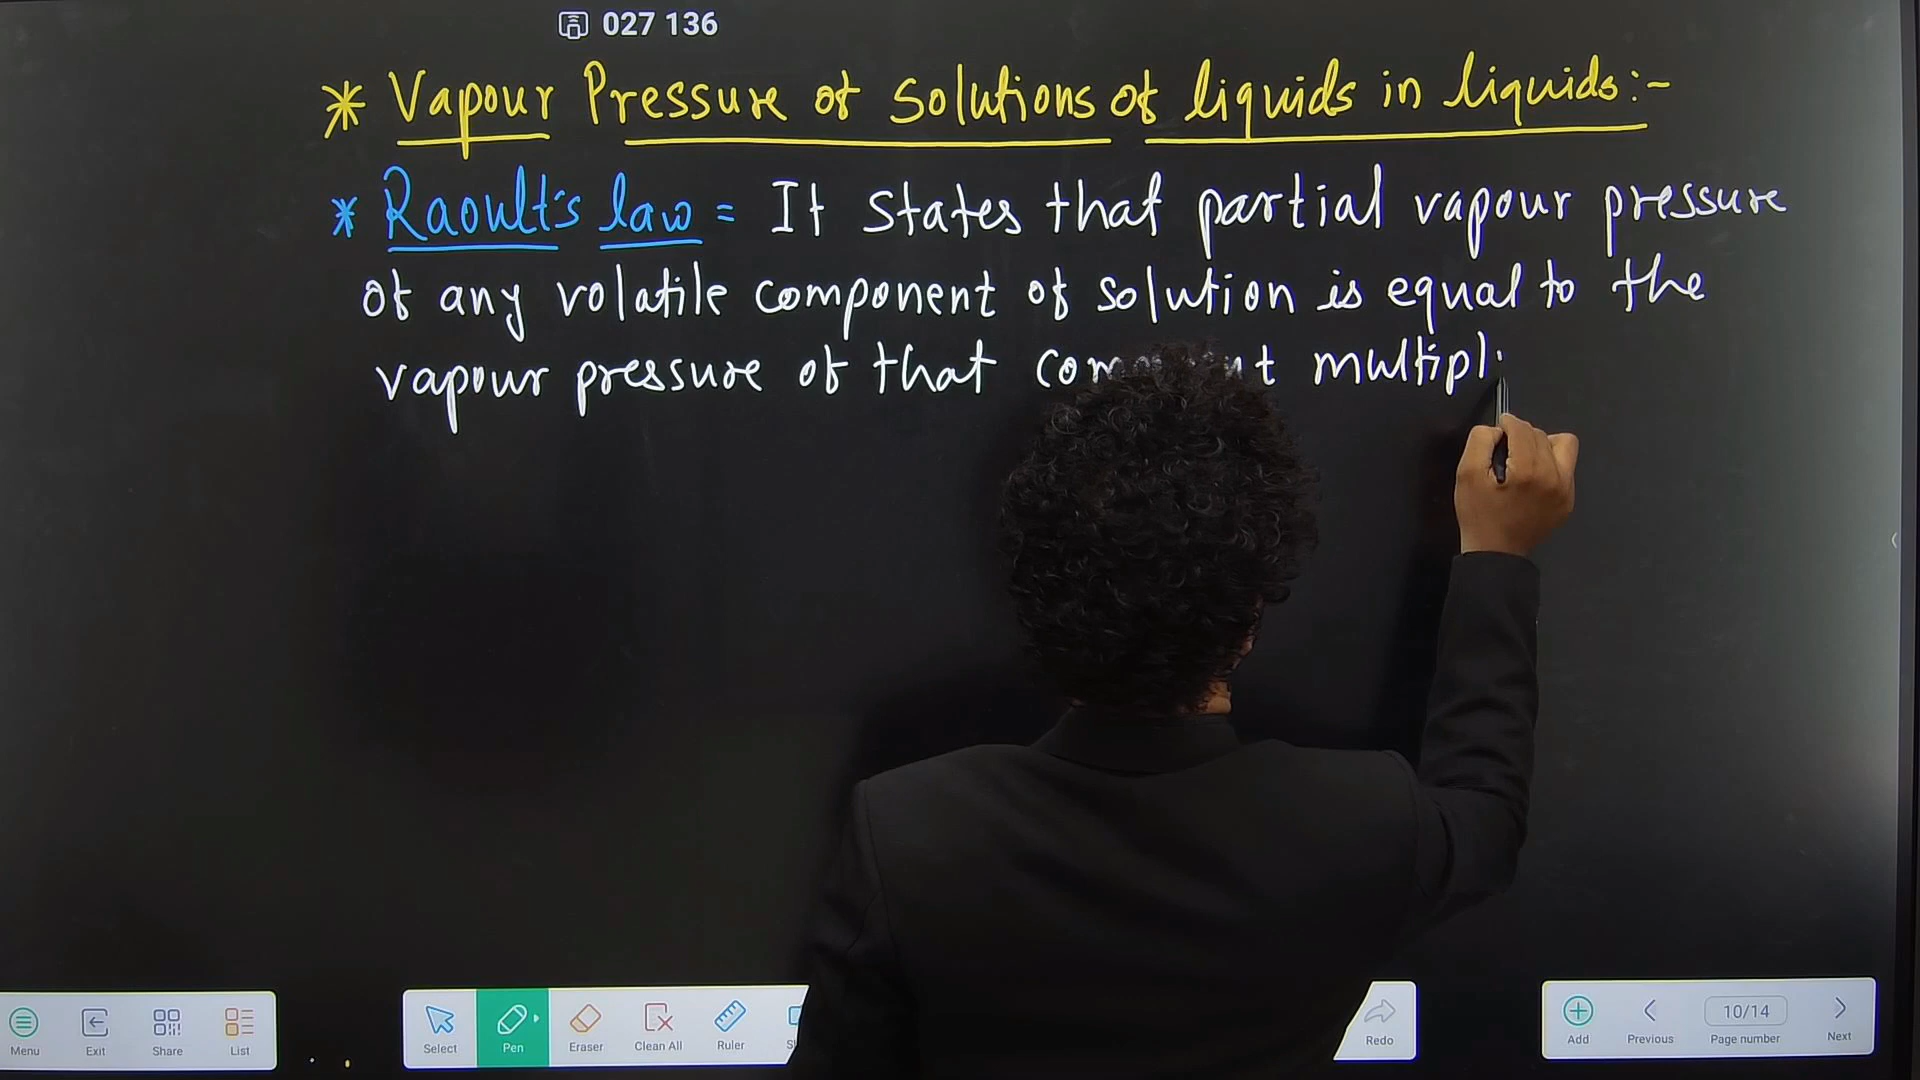 027 136
* Vapour Pressure of solutions of liquids in liquids:-
* Raoult's law = It states that partial vapour pressure
of any volatile component of solution is equal to the
vapour pressure of that multipli
Menu Exit Share List Select Pen Eraser Clean All Ruler Redo Add Previous 10/14 Page number Next